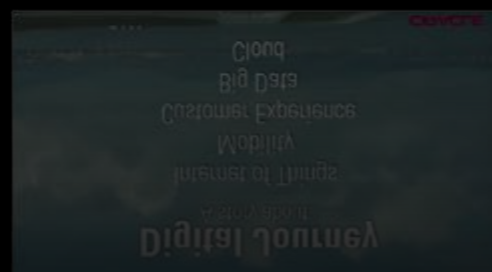 Digital Journey
A story about
Internet of Things
Mobility
Customer Experience
Big Data
Cloud